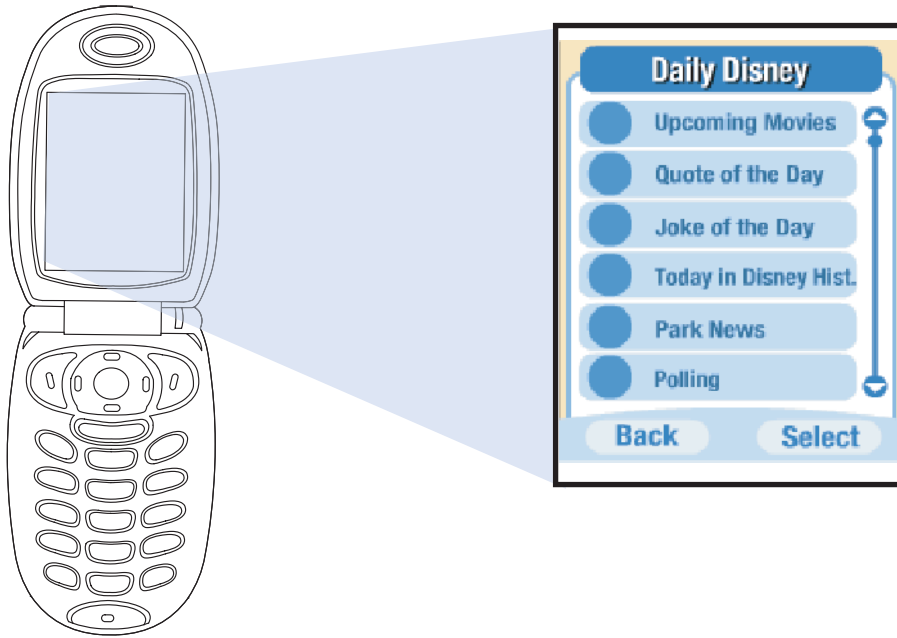 Daily Disney
Upcoming Movies
Quote of the Day
Joke of the Day
Today in Disney Hist.
Park News
Polling
Back Select